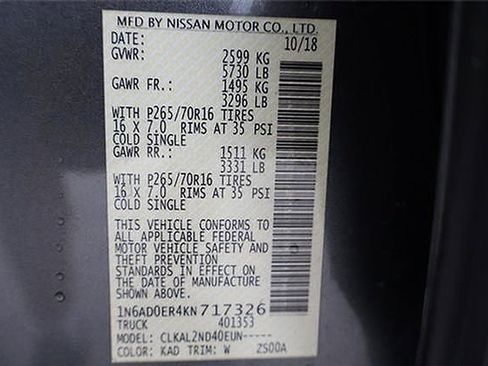 MFD BY NISSAN MOTOR CO., LTD.
DATE: 10/18
GVWR: 2599 KG
5730 LB
GAWR FR.: 1495 KG
3296 LB
WITH P265/70R16 TIRES
16 X 7.0 RIMS AT 35 PSI
COLD SINGLE
GAWR RR.: 1511 KG
3331 LB
WITH P265/70R16 TIRES
16 X 7.0 RIMS AT 35 PSI
COLD SINGLE
THIS VEHICLE CONFORMS TO
ALL APPLICABLE FEDERAL
MOTOR VEHICLE SAFETY AND
THEFT PREVENTION
STANDARDS IN EFFECT ON
THE DATE OF MANUFACTURE
SHOWN ABOVE.
1N6AD0ER4KN717326
TRUCK 401353
MODEL: CLKAL2ND40EUN-----
COLOR: KAD TRIM: W ZS00A